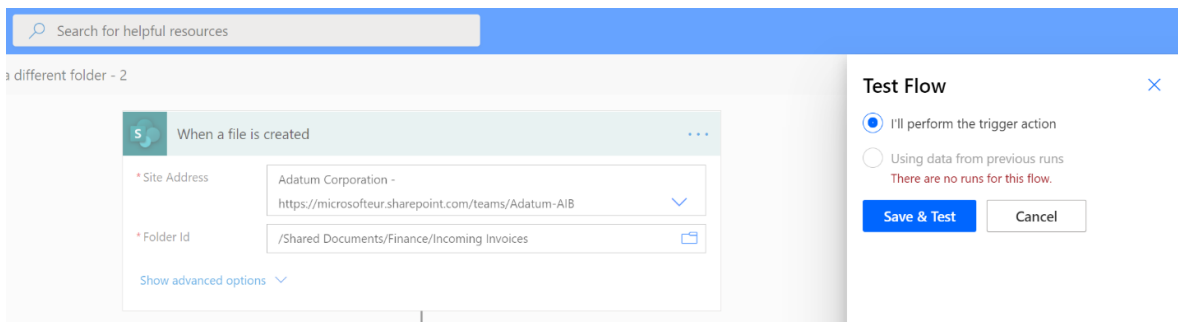 Search for helpful resources
a different folder - 2
S
When a file is created
* Site Address
Adatum Corporation -
https://microsofteur.sharepoint.com/teams/Adatum-AIB
* Folder Id
/Shared Documents/Finance/Incoming Invoices
Show advanced options
Test Flow
I'll perform the trigger action
Using data from previous runs
There are no runs for this flow.
Save & Test
Cancel